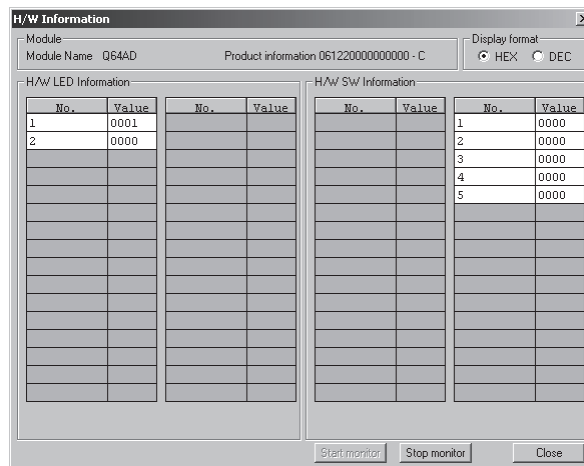 H/W Information
Module
Module Name Q64AD Product information 061220000000000 - C
Display format
HEX DEC
H/W LED Information
No. Value No. Value
1 0001
2 0000
H/W SW Information
No. Value No. Value
1 0000
2 0000
3 0000
4 0000
5 0000
Start monitor Stop monitor Close